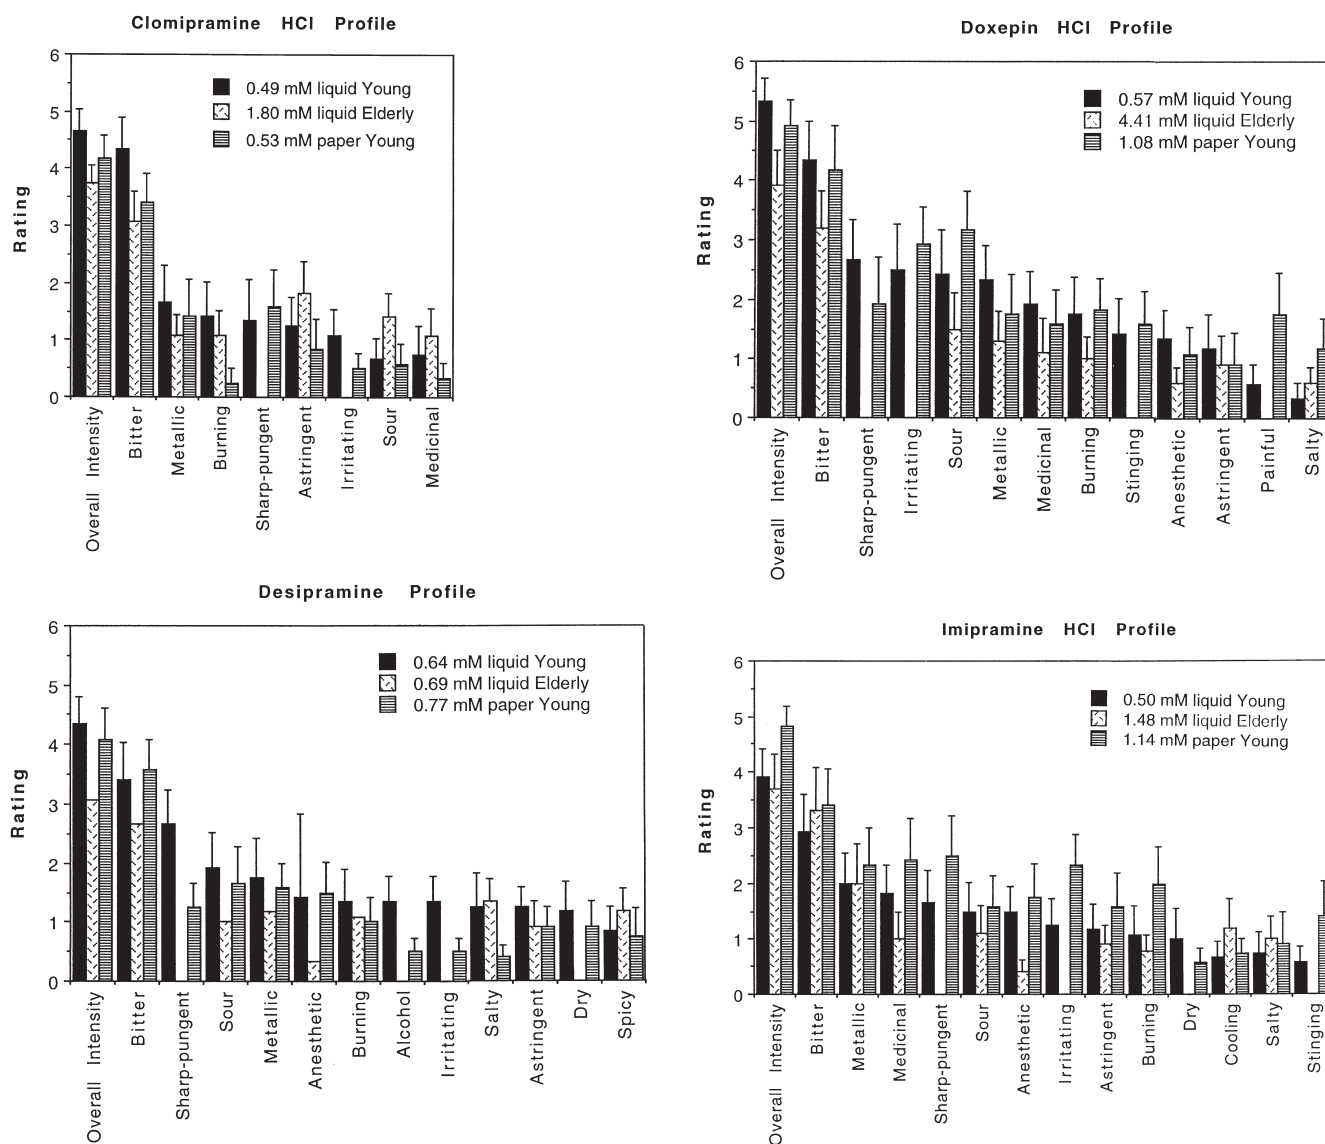 Clomipramine HCl Profile
6
5
4
3
2
1
0
Rating
0.49 mM liquid Young
1.80 mM liquid Elderly
0.53 mM paper Young
Overall Intensity
Bitter
Metallic
Burning
Sharp-pungent
Astringent
Irritating
Sour
Medicinal
Doxepin HCl Profile
6
5
4
3
2
1
0
Rating
0.57 mM liquid Young
4.41 mM liquid Elderly
1.08 mM paper Young
Overall Intensity
Bitter
Sharp-pungent
Irritating
Sour
Metallic
Medicinal
Burning
Stinging
Anesthetic
Astringent
Painful
Salty
Desipramine Profile
6
5
4
3
2
1
0
Rating
0.64 mM liquid Young
0.69 mM liquid Elderly
0.77 mM paper Young
Overall Intensity
Bitter
Sharp-pungent
Sour
Metallic
Anesthetic
Burning
Alcohol
Irritating
Salty
Astringent
Dry
Spicy
Imipramine HCl Profile
6
5
4
3
2
1
0
Rating
0.50 mM liquid Young
1.48 mM liquid Elderly
1.14 mM paper Young
Overall Intensity
Bitter
Metallic
Medicinal
Sharp-pungent
Sour
Anesthetic
Irritating
Astringent
Burning
Dry
Cooling
Salty
Stinging